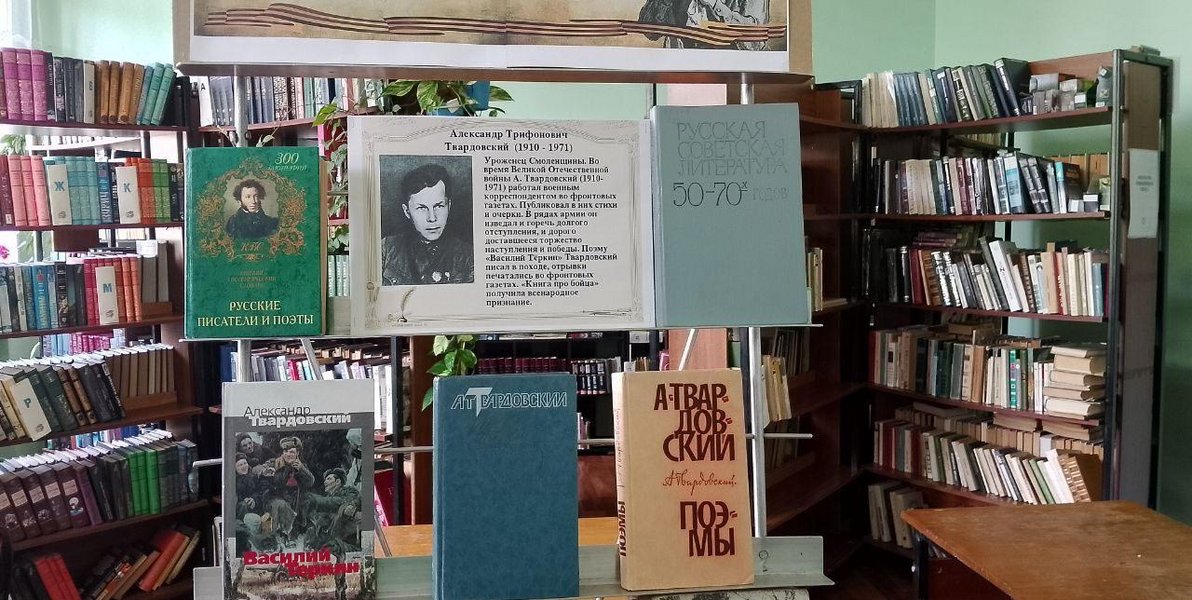 300
РУССКИЕ
ПИСАТЕЛИ И ПОЭТЫ
Александр Трифонович
Твардовский (1910 - 1971)
Уроженец Смоленщины. Во
время Великой Отечественной
войны А. Твардовский (1910-
1971) работал военным
корреспондентом во фронтовых
газетах. Публиковал в них стихи
и очерки. В рядах армии он
изведал и горечь долгого
отступления, и дорого
доставшееся торжество
наступления и победы. Поэму
«Василий Тёркин» Твардовский
писал в походе, отрывки
печатались во фронтовых
газетах. «Книга про бойца»
получила всенародное
признание.
РУССКАЯ
СОВЕТСКАЯ
ЛИТЕРАТУРА
50-70х
ГОДОВ
Ж
К
М
Р
Александр
Твардовский
Василий
Теркин
А ТВАРДОВСКИЙ
А•ТВАР-
ДОВ-
СКИЙ
А Твардовский.
ПОЭ-
МЫ
ПОЭМЫ